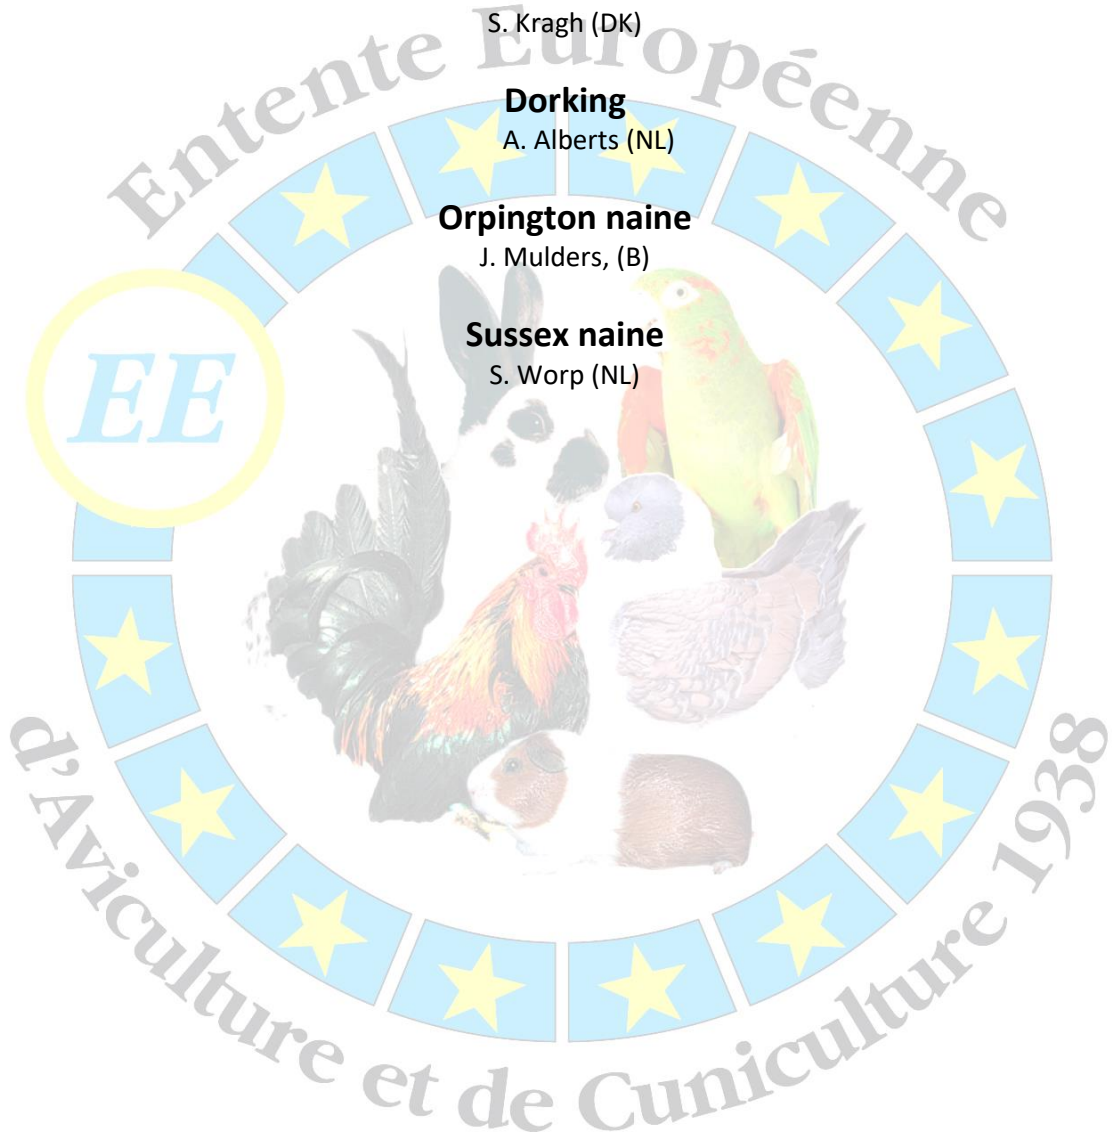 S. Kragh (DK)
Entente Européenne
Dorking
A. Alberts (NL)
Orpington naine
J. Mulders, (B)
Sussex naine
S. Worp (NL)
EE
d'Aviculture et de Cuniculture 1938